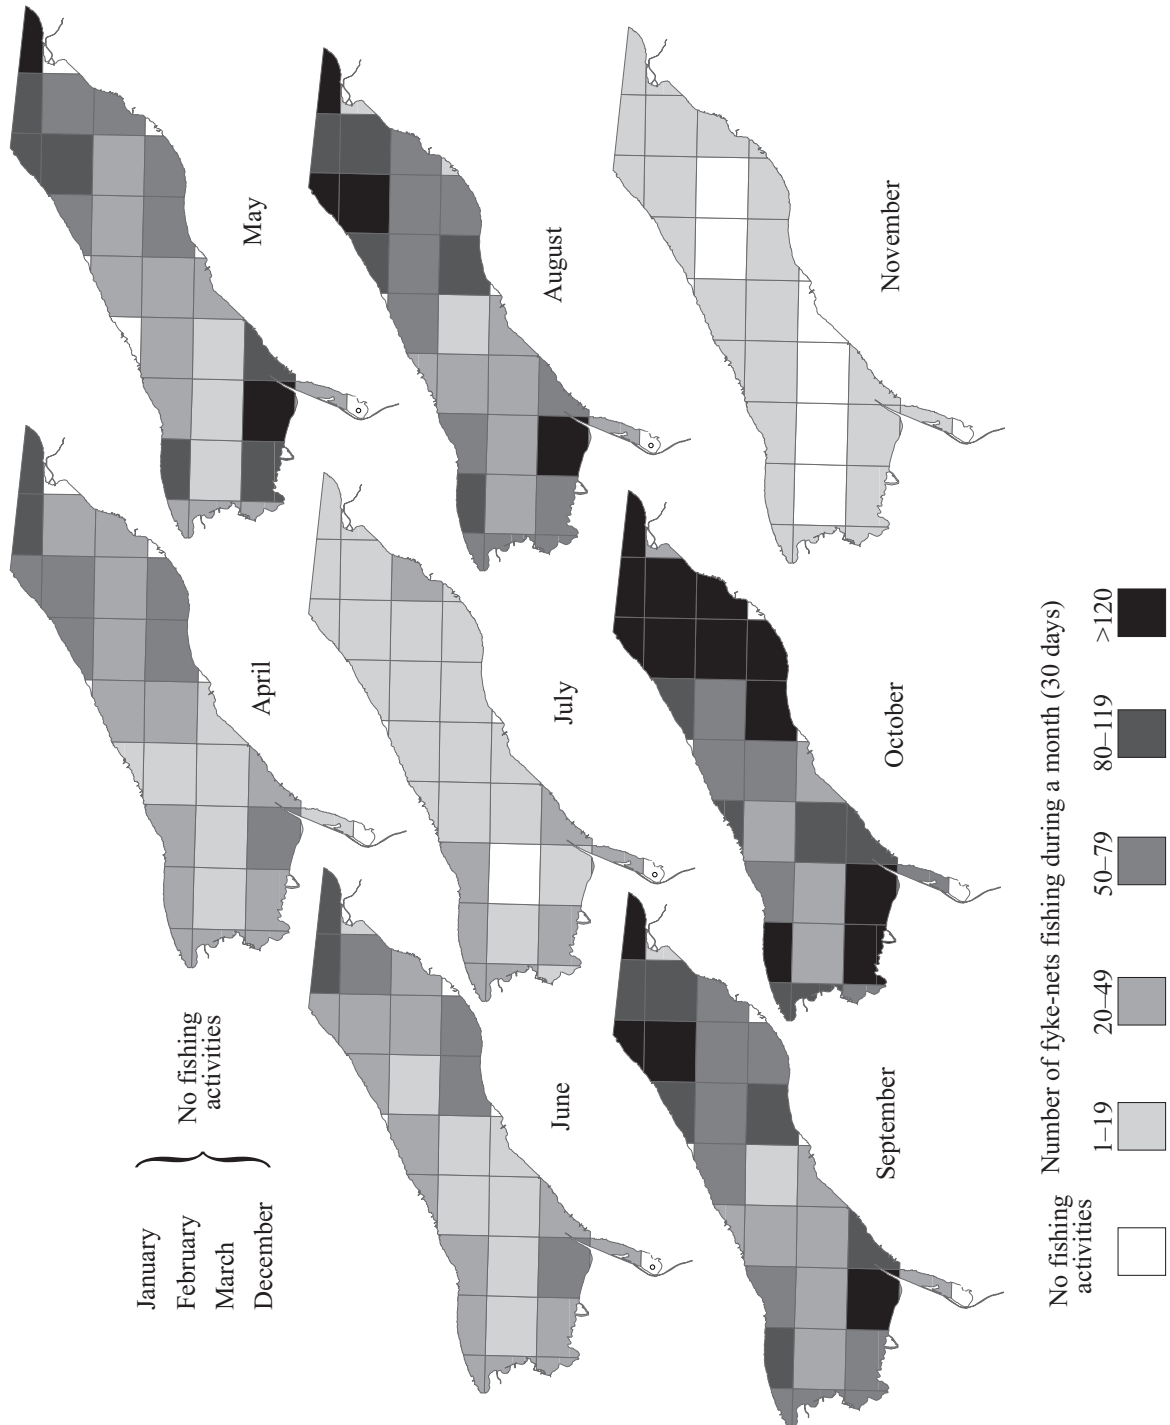 January
February
March
December
No fishing
activities
April
May
June
July
August
September
October
November
Number of fyke-nets fishing during a month (30 days)
No fishing
activities
1–19
20–49
50–79
80–119
>120